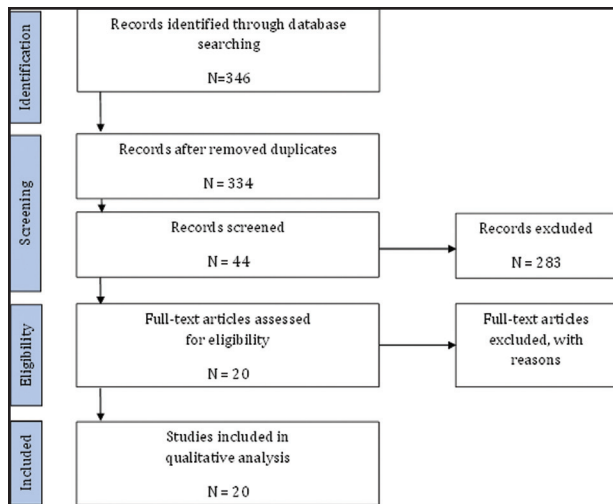 Identification
Records identified through database
searching
N=346
Screening
Records after removed duplicates
N = 334
Records screened
N = 44
Records excluded
N = 283
Eligibility
Full-text articles assessed
for eligibility
N = 20
Full-text articles
excluded, with
reasons
Included
Studies included in
qualitative analysis
N = 20